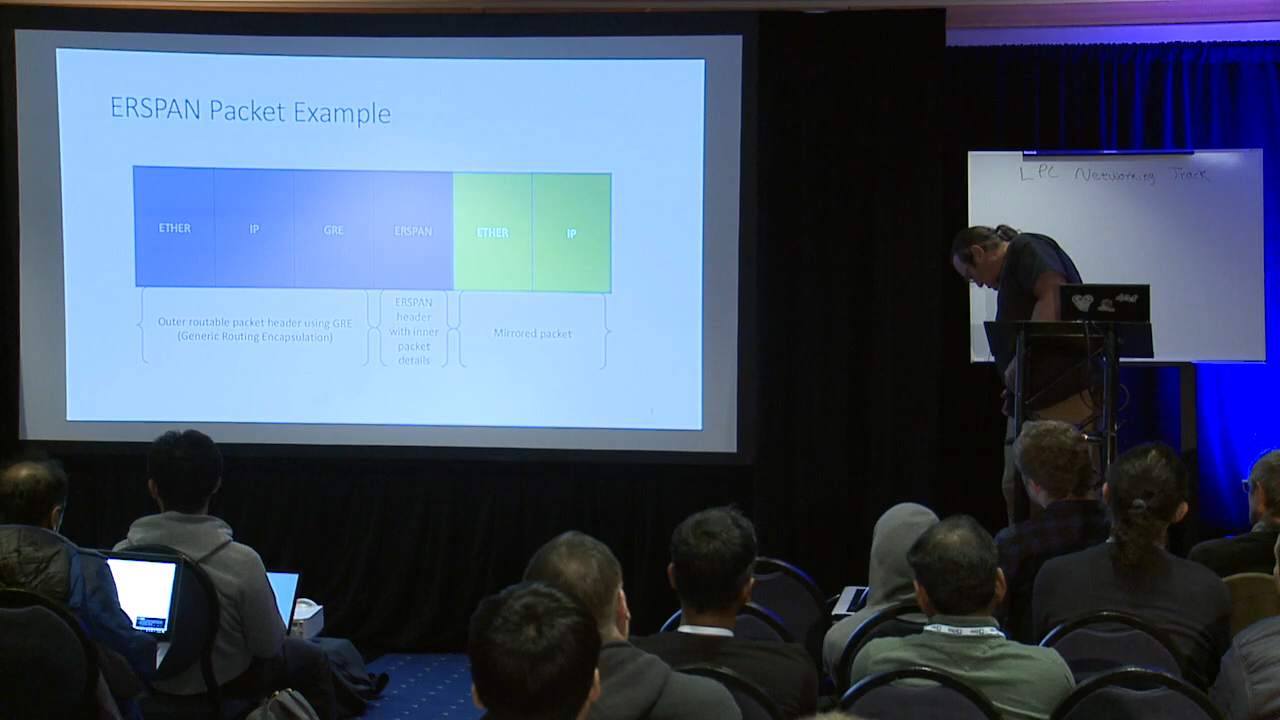 ERSPAN Packet Example
ETHER IP GRE ERSPAN ETHER IP
Outer routable packet header using GRE
(Generic Routing Encapsulation)
ERSPAN
header
with inner
packet
details
Mirrored packet
LPC Networking Track